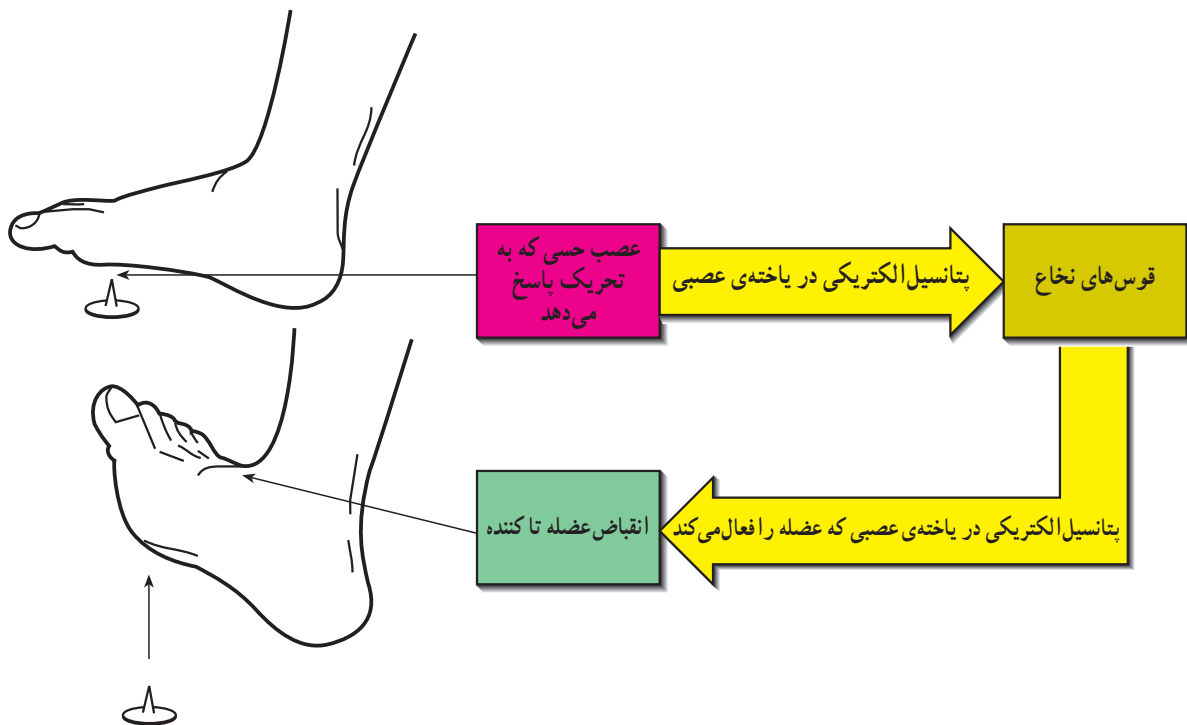 عصب حسی که به
تحریک پاسخ
می‌دهد
پتانسیل الکتریکی در یاخته‌ی عصبی
قوس‌های نخاع
پتانسیل الکتریکی در یاخته‌ی عصبی که عضله را فعال می‌کند
انقباض عضله تا کننده